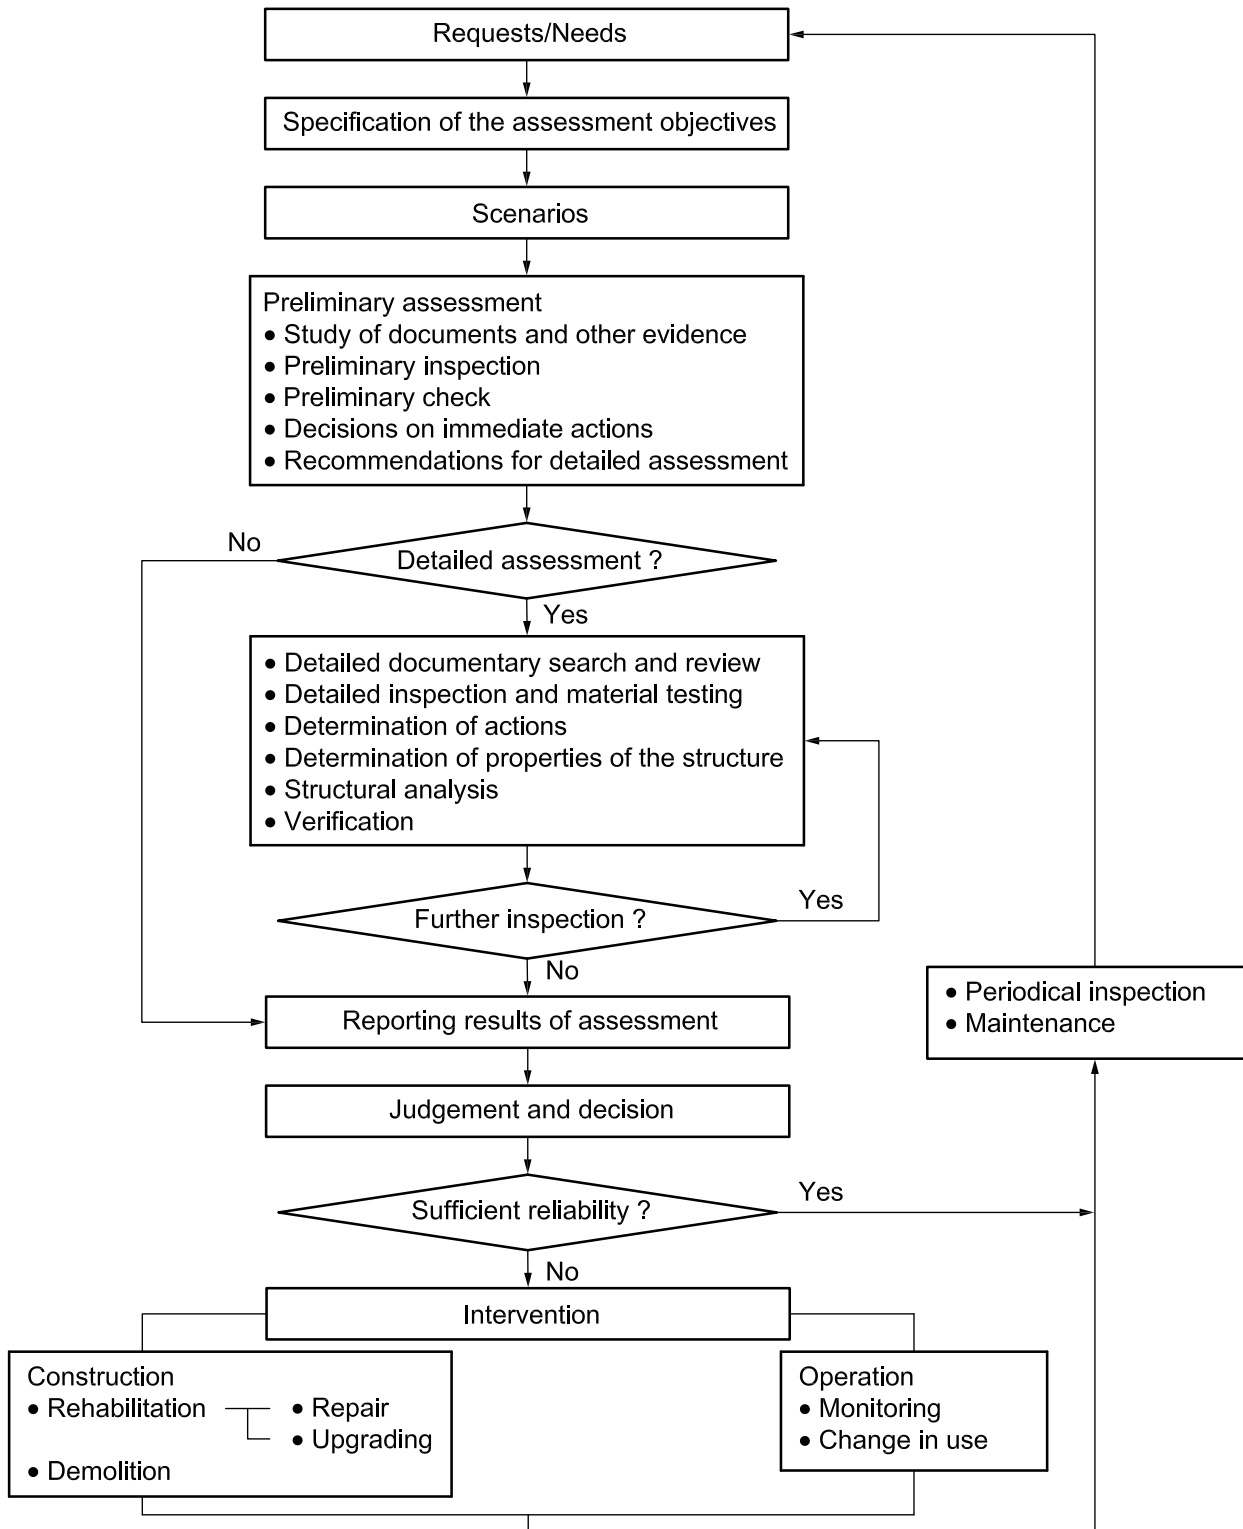 Requests/Needs
Specification of the assessment objectives
Scenarios
Preliminary assessment
• Study of documents and other evidence
• Preliminary inspection
• Preliminary check
• Decisions on immediate actions
• Recommendations for detailed assessment
No
Detailed assessment ?
Yes
• Detailed documentary search and review
• Detailed inspection and material testing
• Determination of actions
• Determination of properties of the structure
• Structural analysis
• Verification
Further inspection ?
Yes
No
• Periodical inspection
• Maintenance
Reporting results of assessment
Judgement and decision
Sufficient reliability ?
Yes
No
Intervention
Construction
• Rehabilitation
• Repair
• Upgrading
• Demolition
Operation
• Monitoring
• Change in use